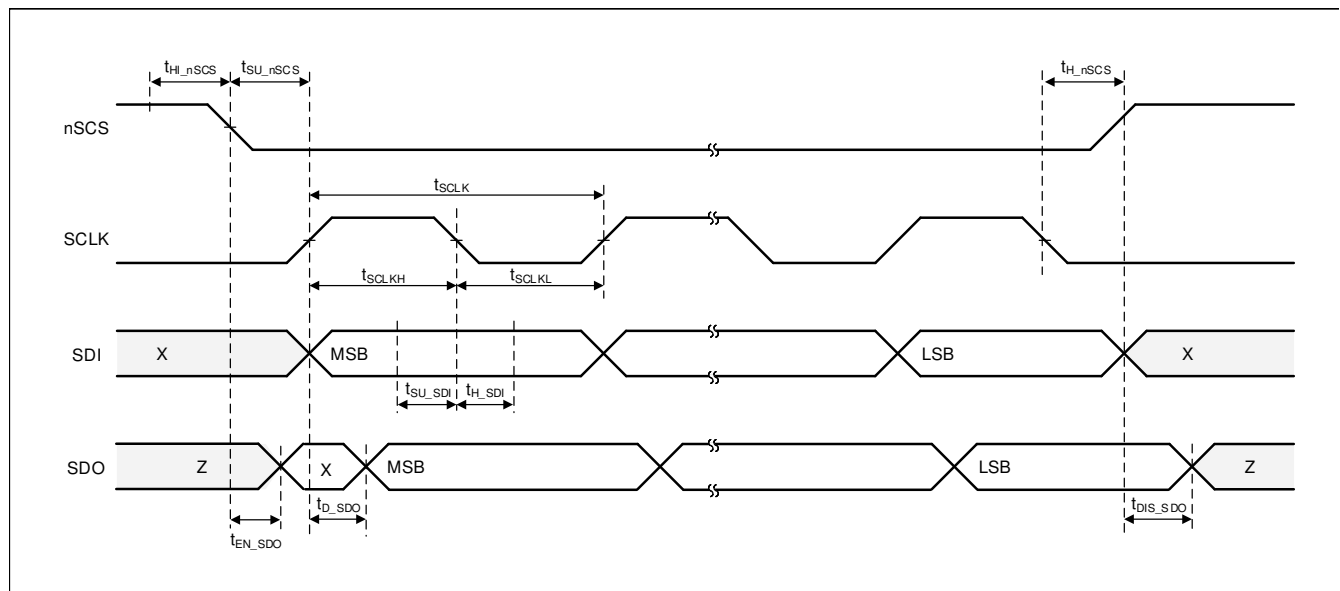 tHI_nSCS tSU_nSCS tH_nSCS
nSCS
tSCLK
SCLK
tSCLKH tSCLKL
SDI X MSB LSB X
tSU_SDI tH_SDI
SDO Z X MSB LSB Z
tD_SDO tDIS_SDO
tEN_SDO